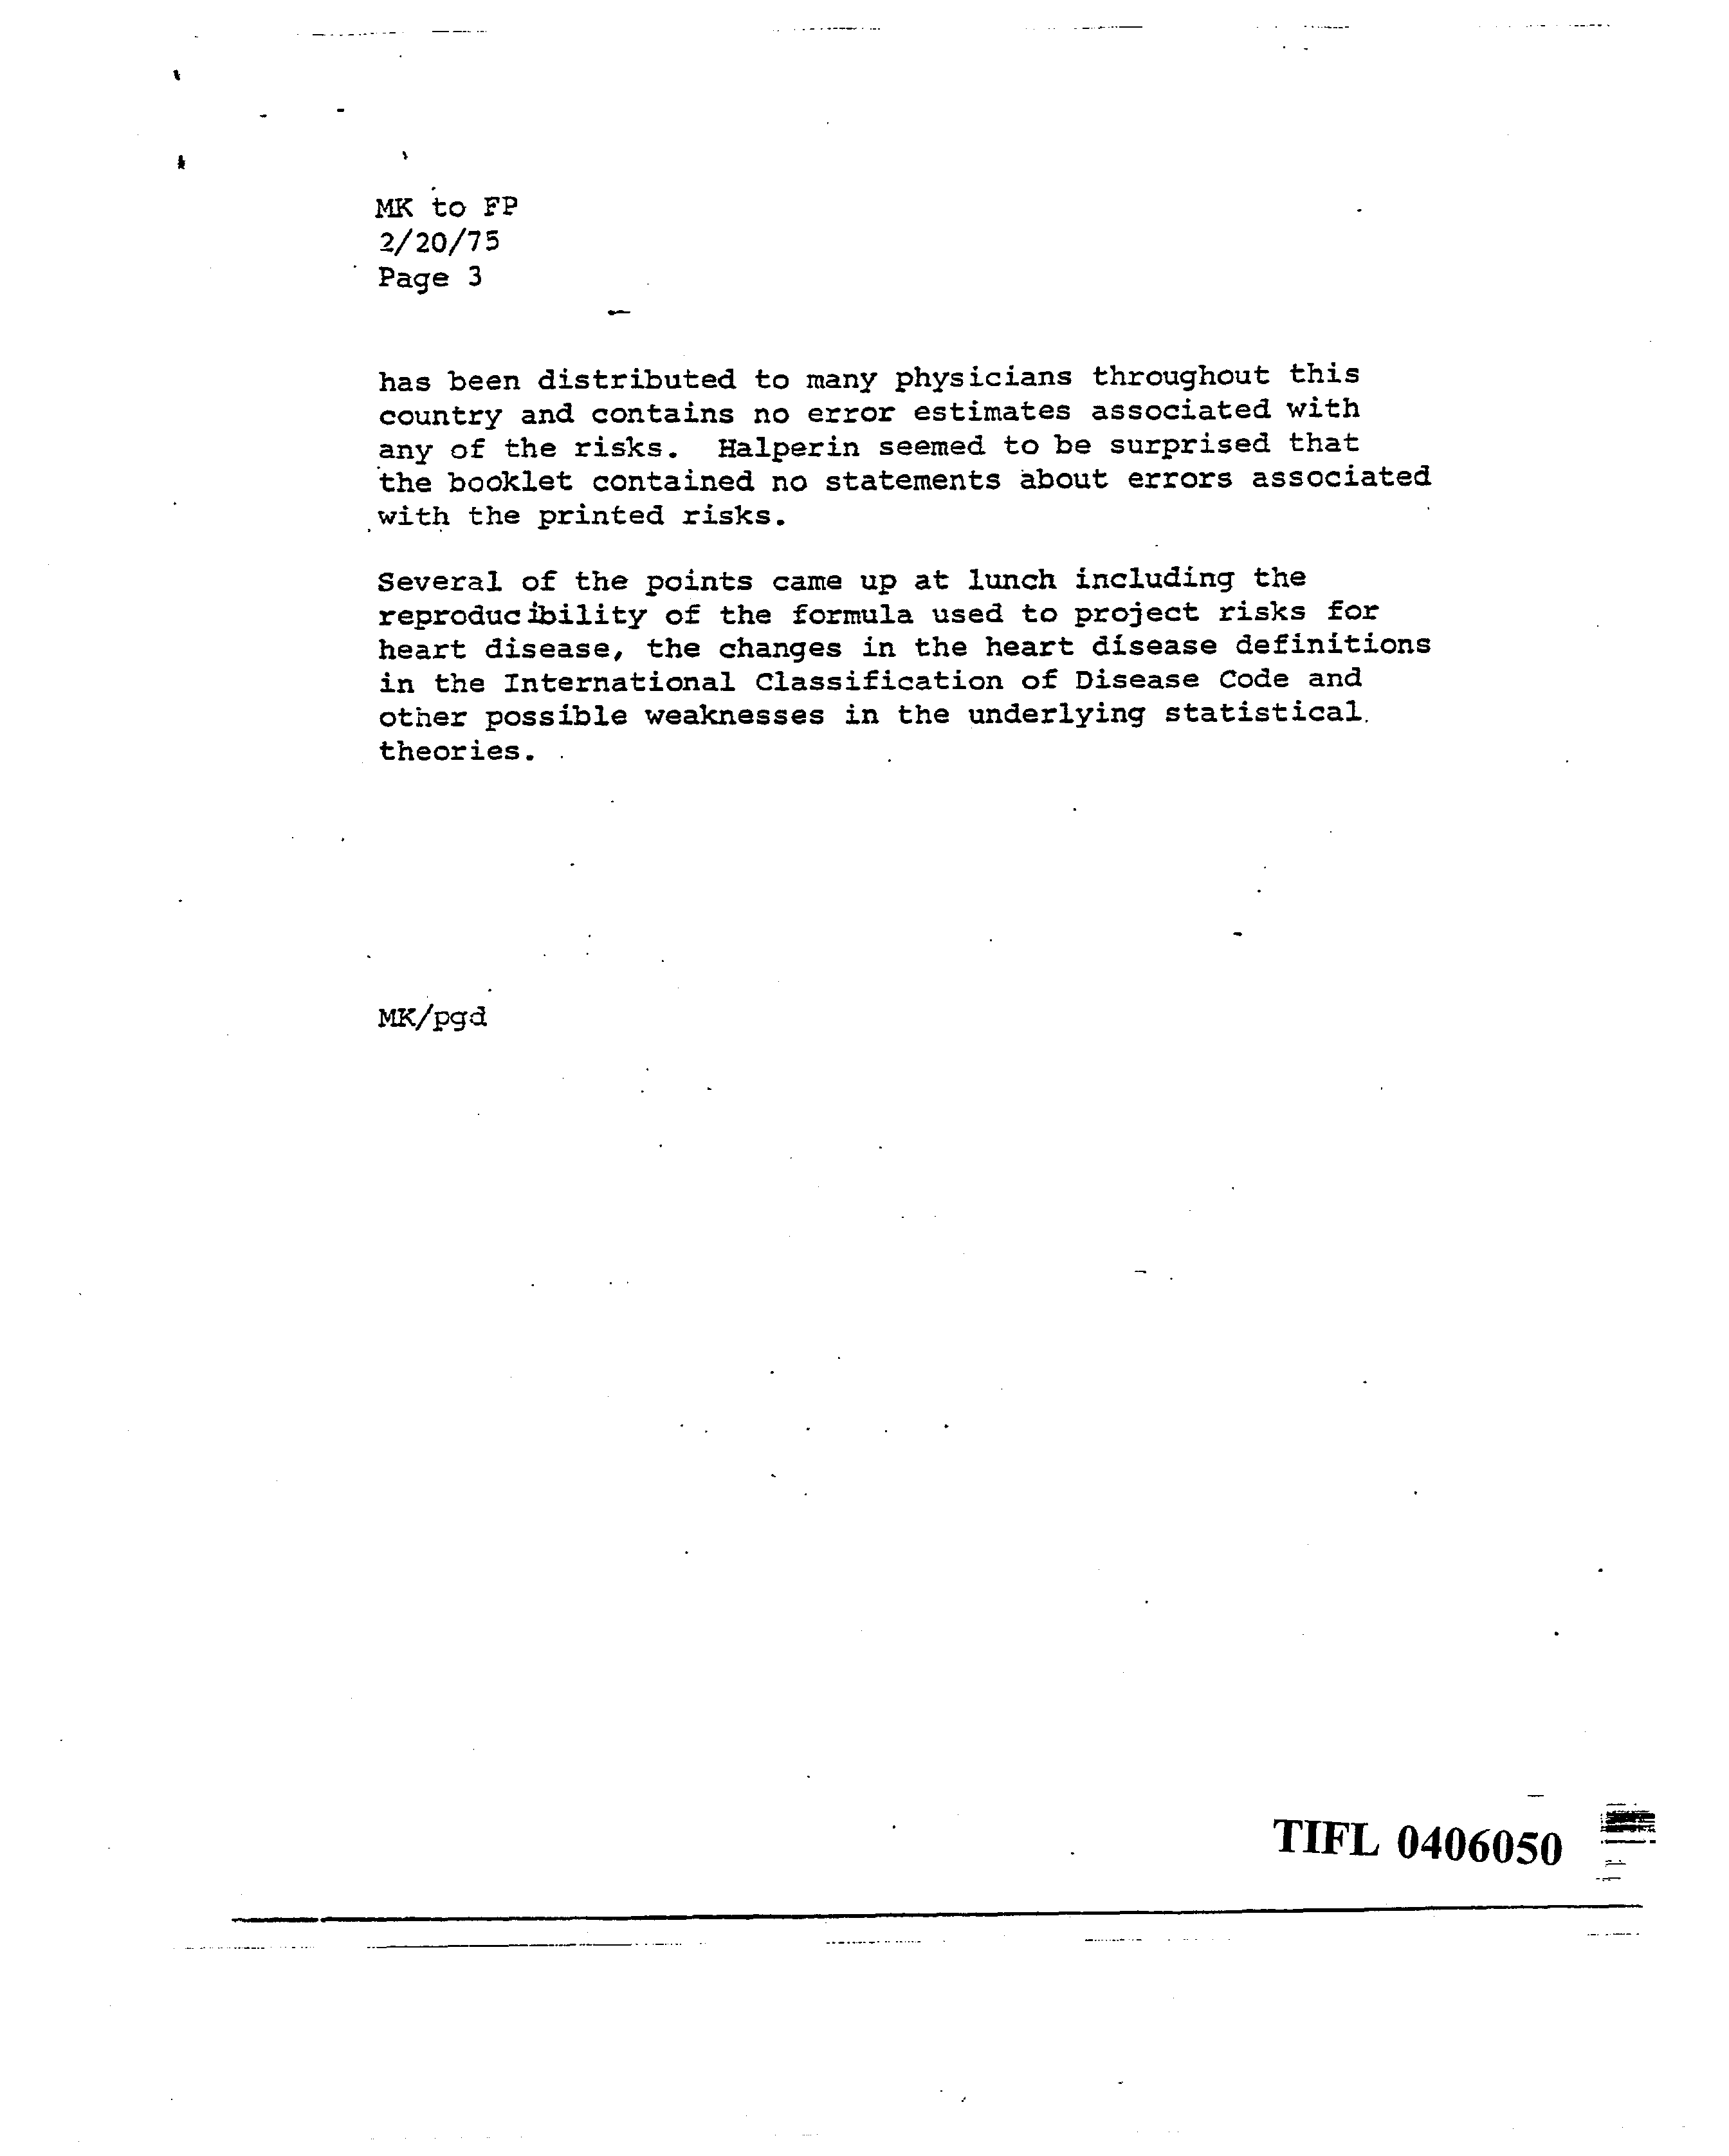 MK to FP
2/20/75
Page 3
has been distributed to many physicians throughout this
country and contains no error estimates associated with
any of the risks.  Halperin seemed to be surprised that
the booklet contained no statements about errors associated
with the printed risks.
Several of the points came up at lunch including the
reproducibility of the formula used to project risks for
heart disease, the changes in the heart disease definitions
in the International Classification of Disease Code and
other possible weaknesses in the underlying statistical
theories.
MK/pgd
TIFL 0406050